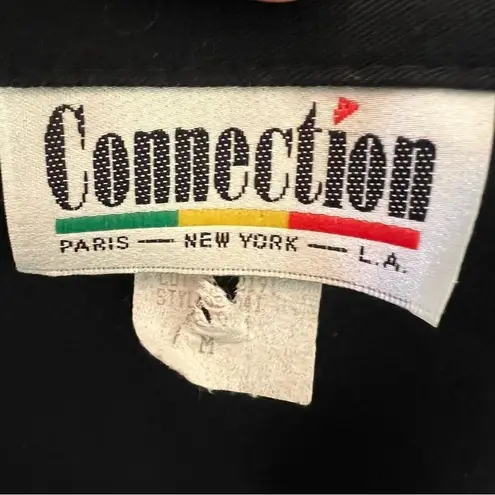 Connection
PARIS — NEW YORK — L.A.
M